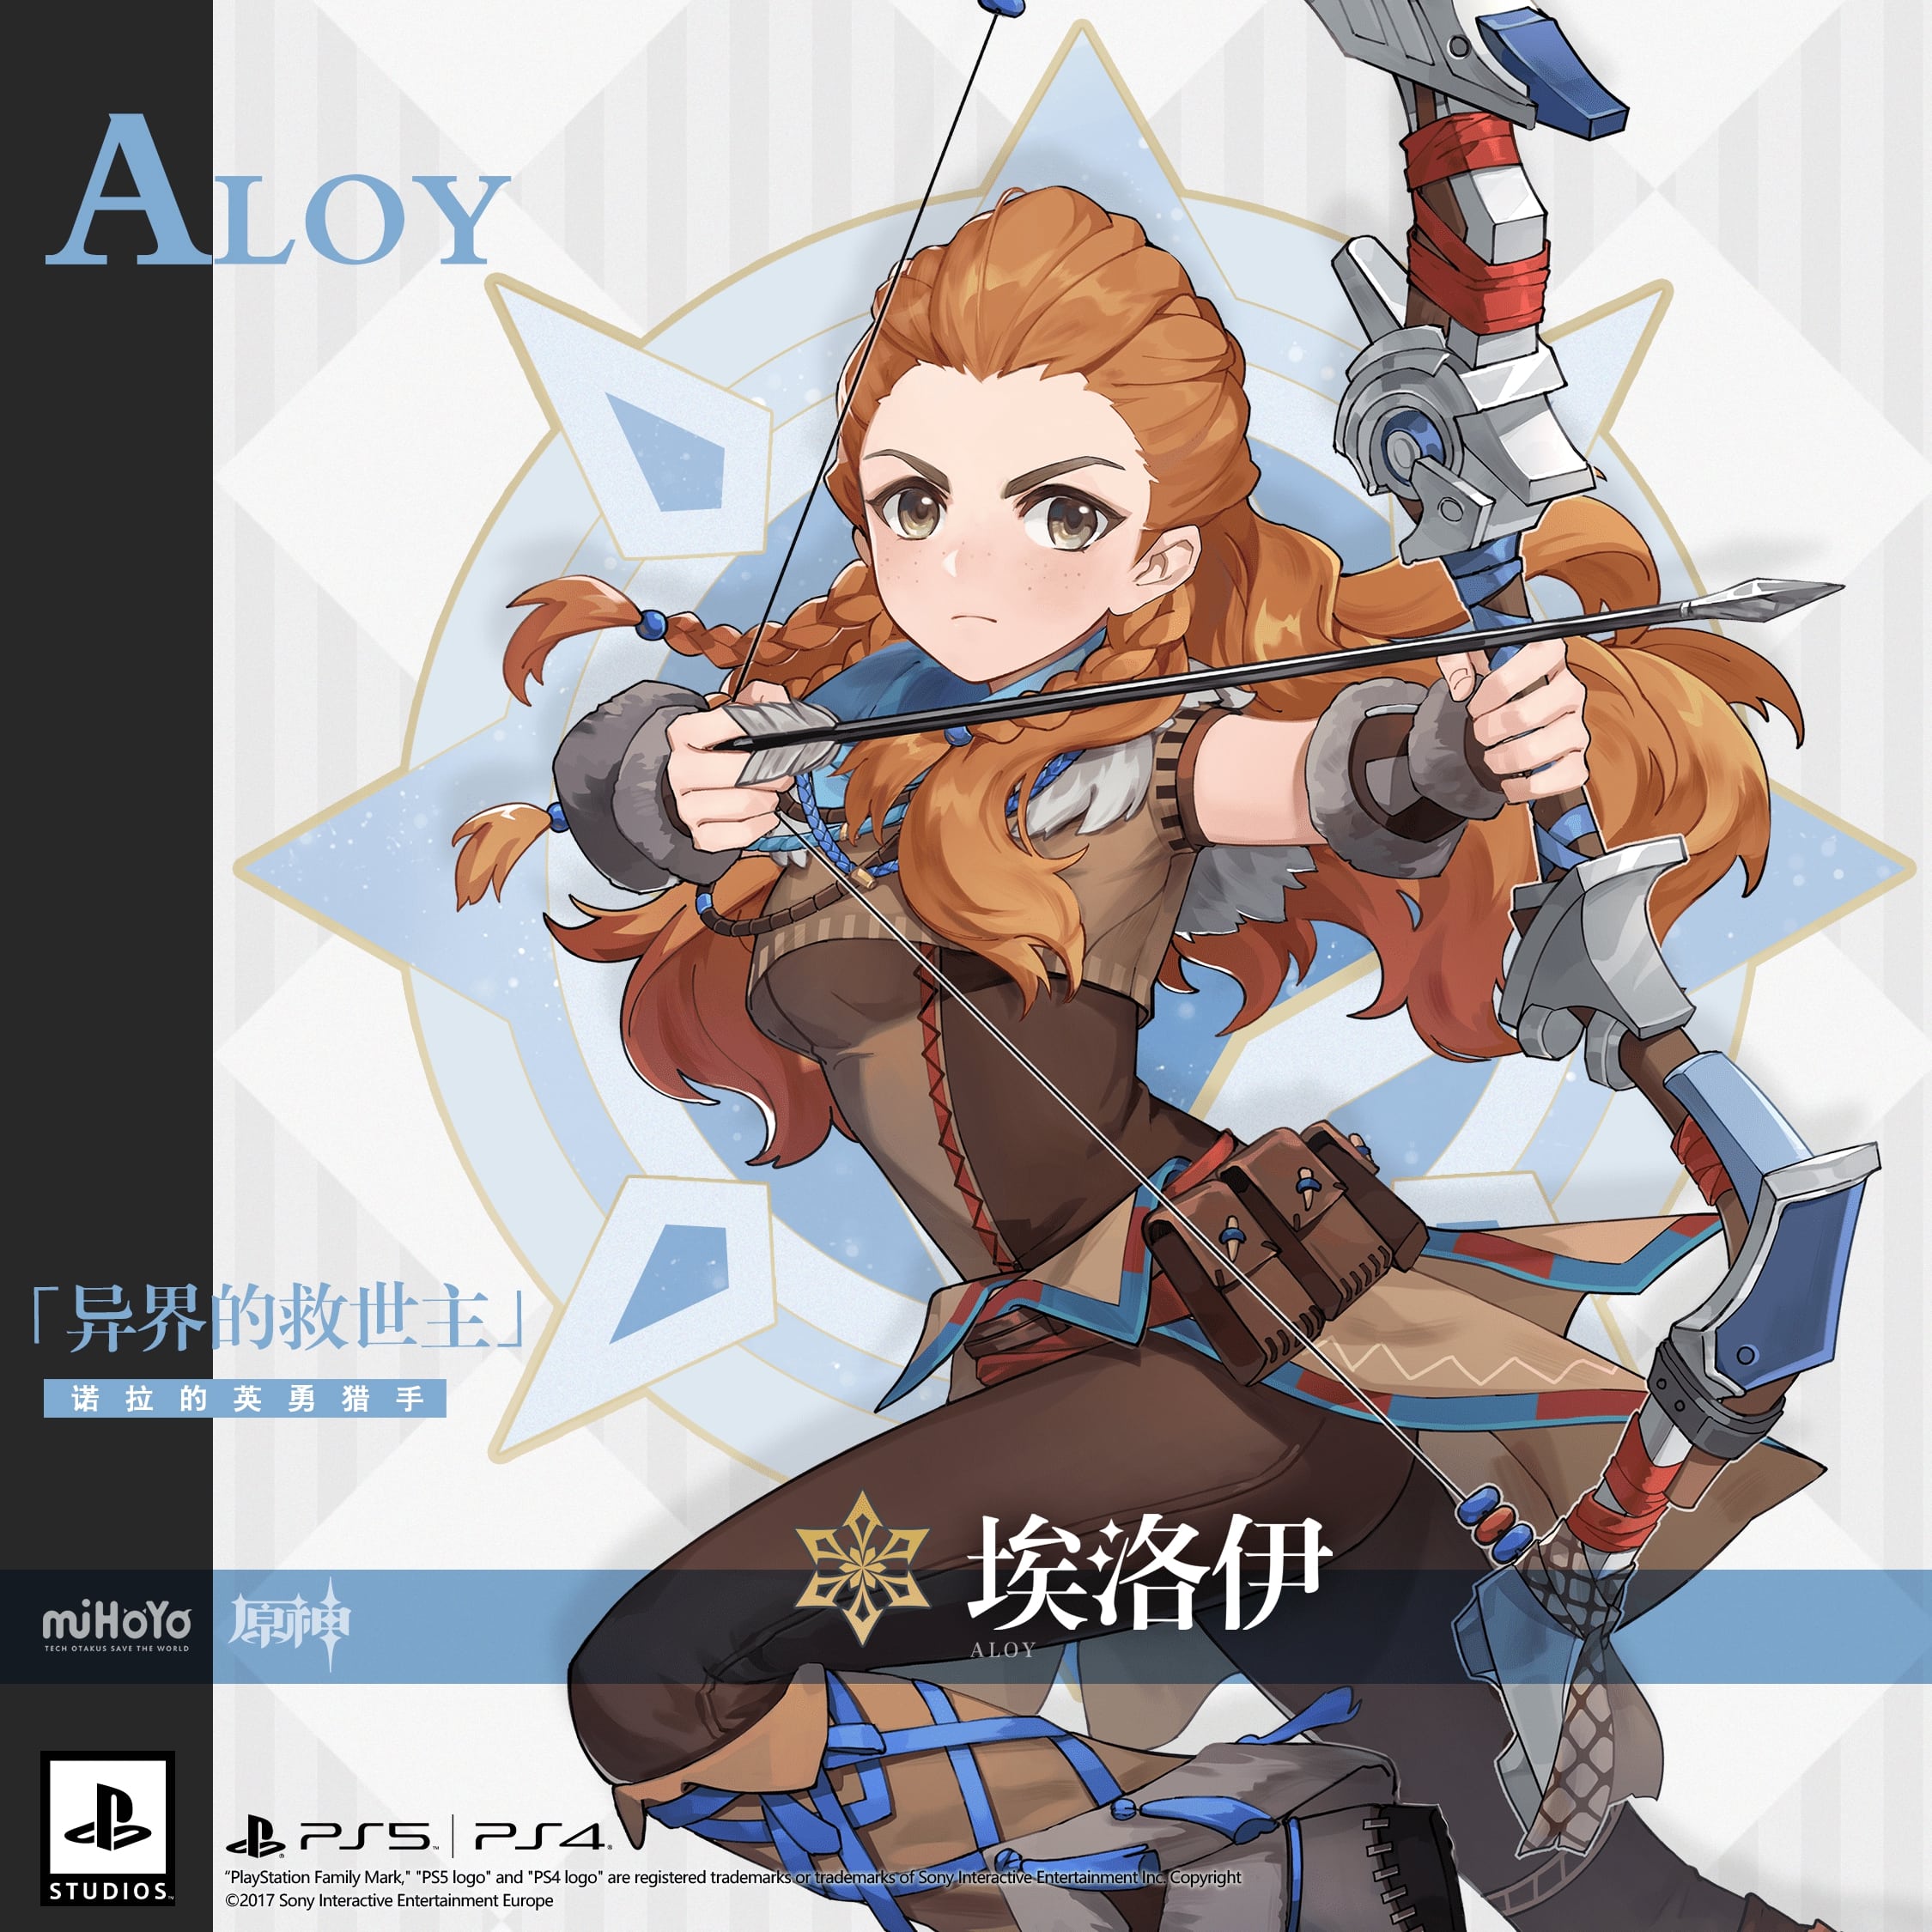 ALOY
「异界的救世主」
诺拉的英勇猎手
埃洛伊
ALOY
miHoYo
TECH OTAKUS SAVE THE WORLD
原神
STUDIOS™
PS5™ | PS4®
"PlayStation Family Mark," "PS5 logo" and "PS4 logo" are registered trademarks or trademarks of Sony Interactive Entertainment Inc. Copyright
©2017 Sony Interactive Entertainment Europe